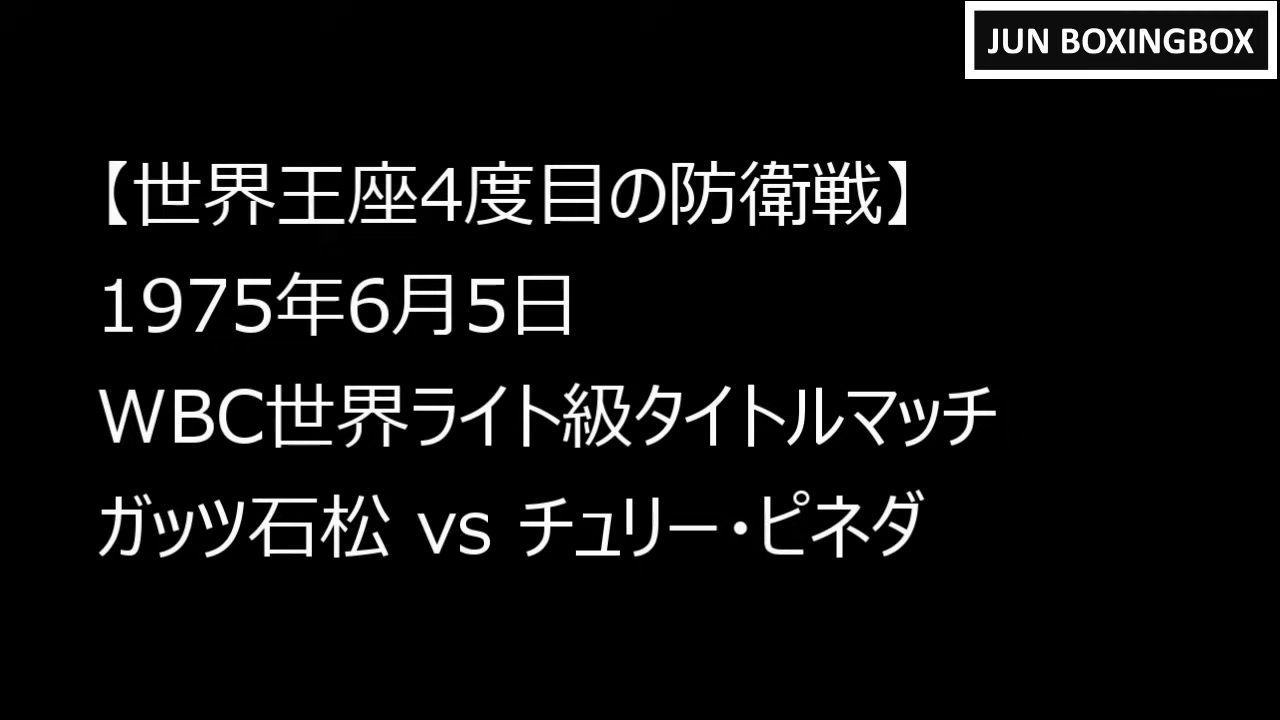 JUN BOXINGBOX
【世界王座4度目の防衛戦】
1975年6月5日
WBC世界ライト級タイトルマッチ
ガッツ石松 vs チュリー・ピネダ